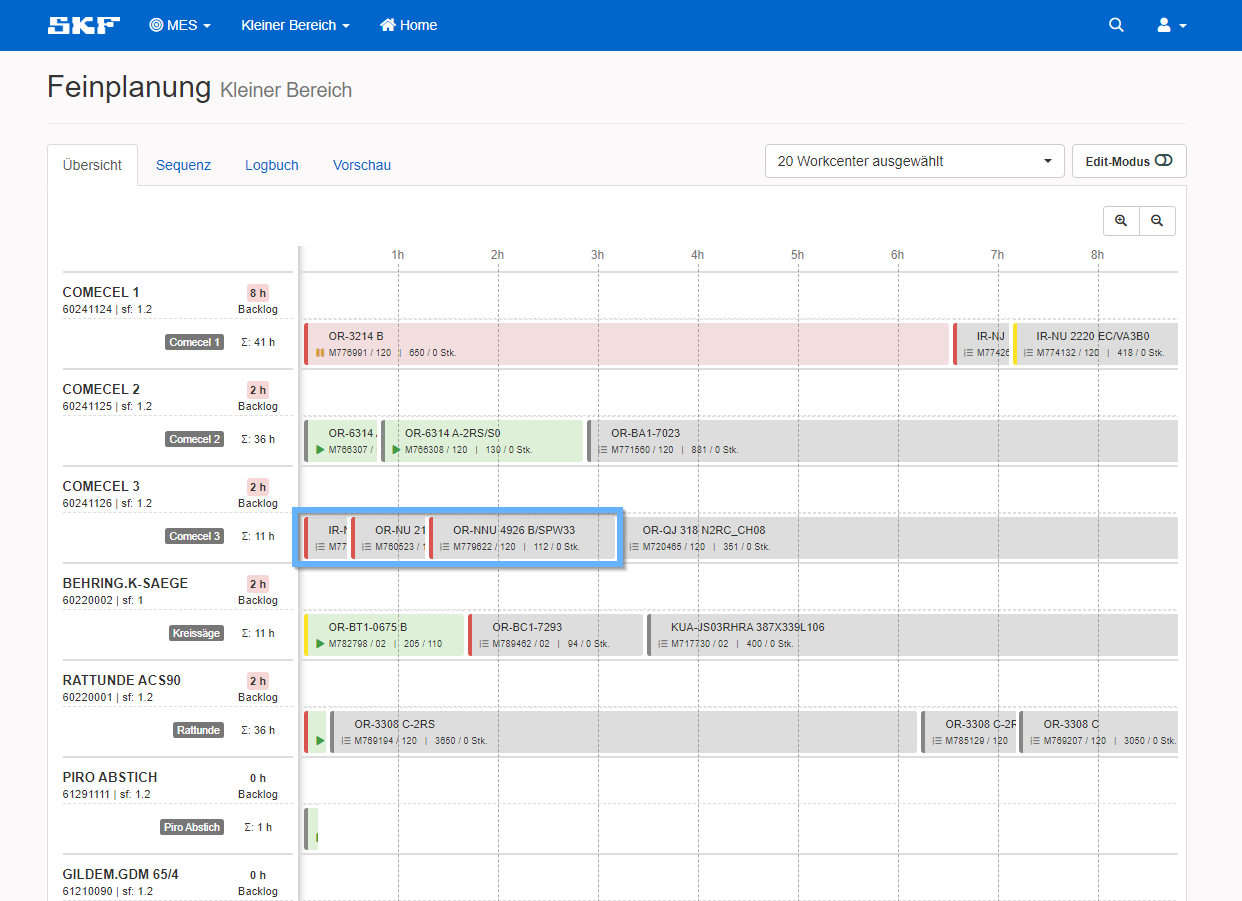 SKF MES Kleiner Bereich Home
Feinplanung Kleiner Bereich
Übersicht Sequenz Logbuch Vorschau 20 Workcenter ausgewählt Edit-Modus
1h 2h 3h 4h 5h 6h 7h 8h
COMECEL 1 8 h
60241124 | sf: 1.2 Backlog
Comecel 1 Σ: 41 h
OR-3214 B IR-NJ IR-NU 2220 EC/VA3B0
M776991 / 120 | 650 / 0 Stk. M77426 M774132 / 120 | 418 / 0 Stk.
COMECEL 2 2 h
60241125 | sf: 1.2 Backlog
Comecel 2 Σ: 36 h
OR-6314 OR-6314 A-2RS/S0 OR-BA1-7023
M766307 / M766308 / 120 | 130 / 0 Stk. M771560 / 120 | 881 / 0 Stk.
COMECEL 3 2 h
60241126 | sf: 1.2 Backlog
Comecel 3 Σ: 11 h
IR-N OR-NU 21 OR-NNU 4926 B/SPW33 OR-QJ 318 N2RC_CH08
M77 M760523 / 1 M779622 / 120 | 112 / 0 Stk. M720465 / 120 | 351 / 0 Stk.
BEHRING.K-SAEGE 2 h
60220002 | sf: 1 Backlog
Kreissäge Σ: 11 h
OR-BT1-0675 B OR-BC1-7293 KUA-JS03RHRA 387X339L106
M782798 / 02 | 205 / 110 M789462 / 02 | 94 / 0 Stk. M717730 / 02 | 400 / 0 Stk.
RATTUNDE ACS90 2 h
60220001 | sf: 1.2 Backlog
Rattunde Σ: 36 h
OR-3308 C-2RS OR-3308 C-2R OR-3308 C
M769194 / 120 | 3650 / 0 Stk. M785129 / 120 M769207 / 120 | 3050 / 0 Stk.
PIRO ABSTICH 0 h
61291111 | sf: 1.2 Backlog
Piro Abstich Σ: 1 h
GILDEM.GDM 65/4 0 h
61210090 | sf: 1.2 Backlog